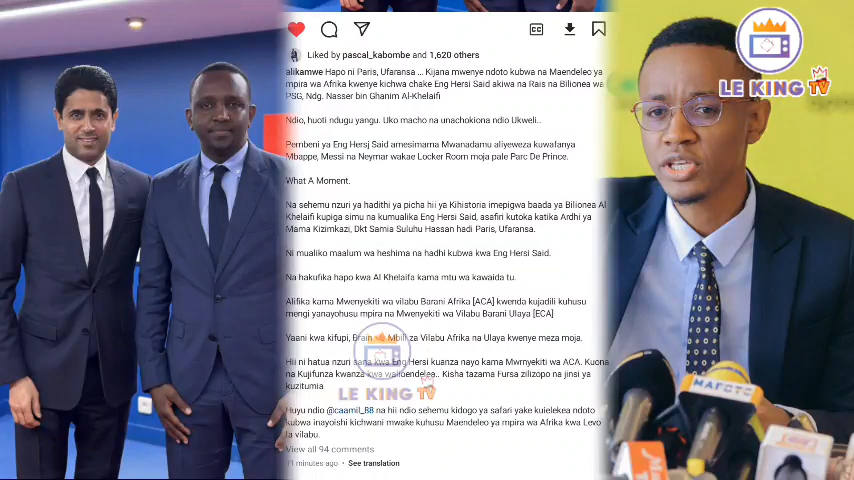 LE KING TV
Liked by pascal_kabombe and 1,620 others
alikamwe Hapo ni Paris, Ufaransa ... Kijana mwenye ndoto kubwa na Maendeleo ya
mpira wa Afrika kwenye kichwa chake Eng Hersi Said akiwa na Rais na Bilionea wa
PSG, Ndg. Nasser bin Ghanim Al-Khelaifi
Ndio, huoti ndugu yangu. Uko macho na unachokiona ndio Ukweli..
Pembeni ya Eng Hersj Said amesimama Mwanadamu aliyeweza kuwafanya
Mbappe, Messi na Neymar wakae Locker Room moja pale Parc De Prince.
What A Moment.
Na sehemu nzuri ya hadithi ya picha hii ya Kihistoria imepigwa baada ya Bilionea Al
Khelaifi kupiga simu na kumualika Eng Hersi Said, asafiri kutoka katika Ardhi ya
Mama Kizimkazi, Dkt Samia Suluhu Hassan hadi Paris, Ufaransa.
Ni mualiko maalum wa heshima na hadhi kubwa kwa Eng Hersi Said.
Na hakufika hapo kwa Al Khelaifa kama mtu wa kawaida tu.
Alifika kama Mwenyekiti wa vilabu Barani Afrika [ACA] kwenda kujadili kuhusu
mengi yanayohusu mpira na Mwenyekiti wa Vilabu Barani Ulaya [ECA]
Yaani kwa kifupi, Brain za Mbili za Vilabu Afrika na Ulaya kwenye meza moja.
Hii ni hatua nzuri sana kwa Eng Hersi kuanza nayo kama Mwrnyekiti wa ACA. Kuona
na Kujifunza kwanza kwa walioendelea.. Kisha tazama Fursa zilizopo na jinsi ya
kuzitumia
LE KING TV
Huyu ndio @caamil_88 na hii ndio sehemu kidogo ya safari yake kuielekea ndoto
kubwa inayoishi kichwani mwake kuhusu Maendeleo ya mpira wa Afrika kwa Levo
la vilabu.
View all 94 comments
11 minutes ago • See translation
CC
MAFOTO